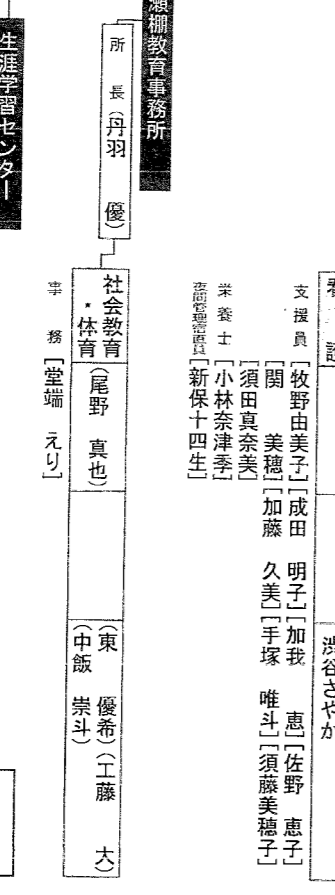 渋谷さやか
支援員［牧野由美子］［成田　明子］［加我　　恵］［佐野　恵子］
［関　　美穂］［加藤　久美］［手塚　唯斗］［須藤美穗子］
［須田真奈美］
栄養士［小林奈津季］
夜間管理宿直員［新保十四生］
瀬棚教育事務所
所　長（丹羽　　優）
社会教育・体育（尾野　真也）
（東　　優希）（工藤　　大）
（中飯　崇斗）
事　務［堂端　えり］
生涯学習センター